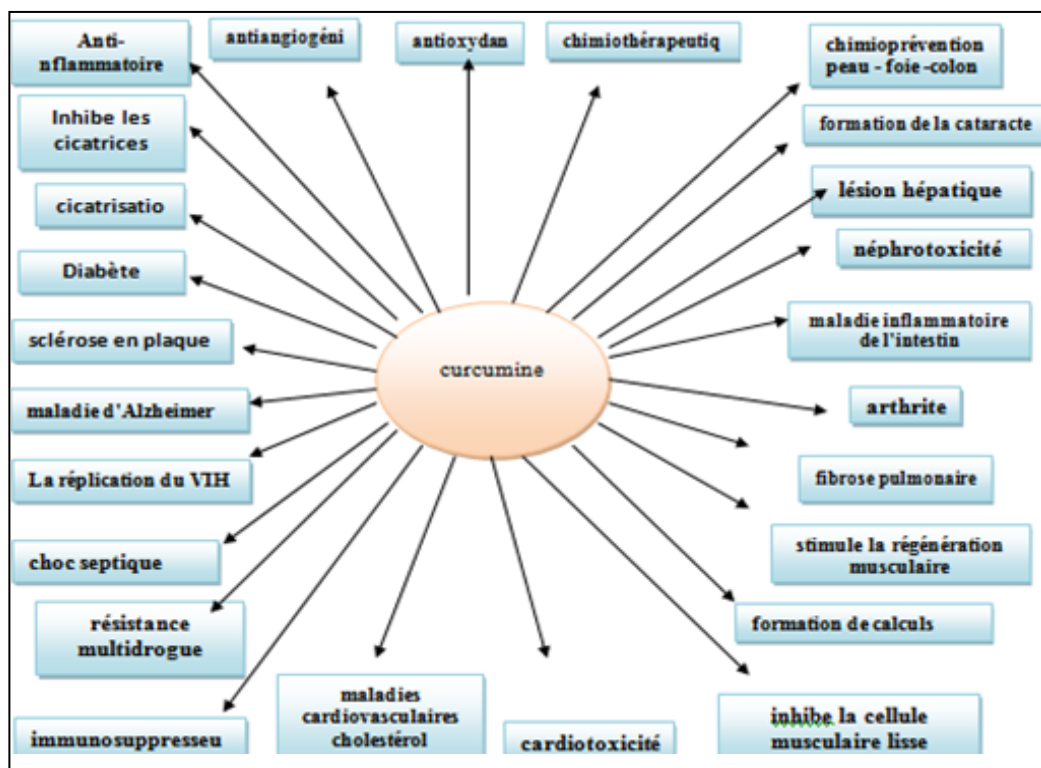 Anti-
nflammatoire
antiangiogéni
antioxydan
chimiothérapeutiq
chimioprévention
peau - foie -colon
Inhibe les
cicatrices
formation de la cataracte
cicatrisatio
lésion hépatique
Diabète
néphrotoxicité
sclérose en plaque
maladie inflammatoire
de l'intestin
curcumine
maladie d'Alzheimer
arthrite
La réplication du VIH
fibrose pulmonaire
choc septique
stimule la régénération
musculaire
résistance
multidrogue
formation de calculs
immunosuppresseu
maladies
cardiovasculaires
cholestérol
cardiotoxicité
inhibe la cellule
musculaire lisse